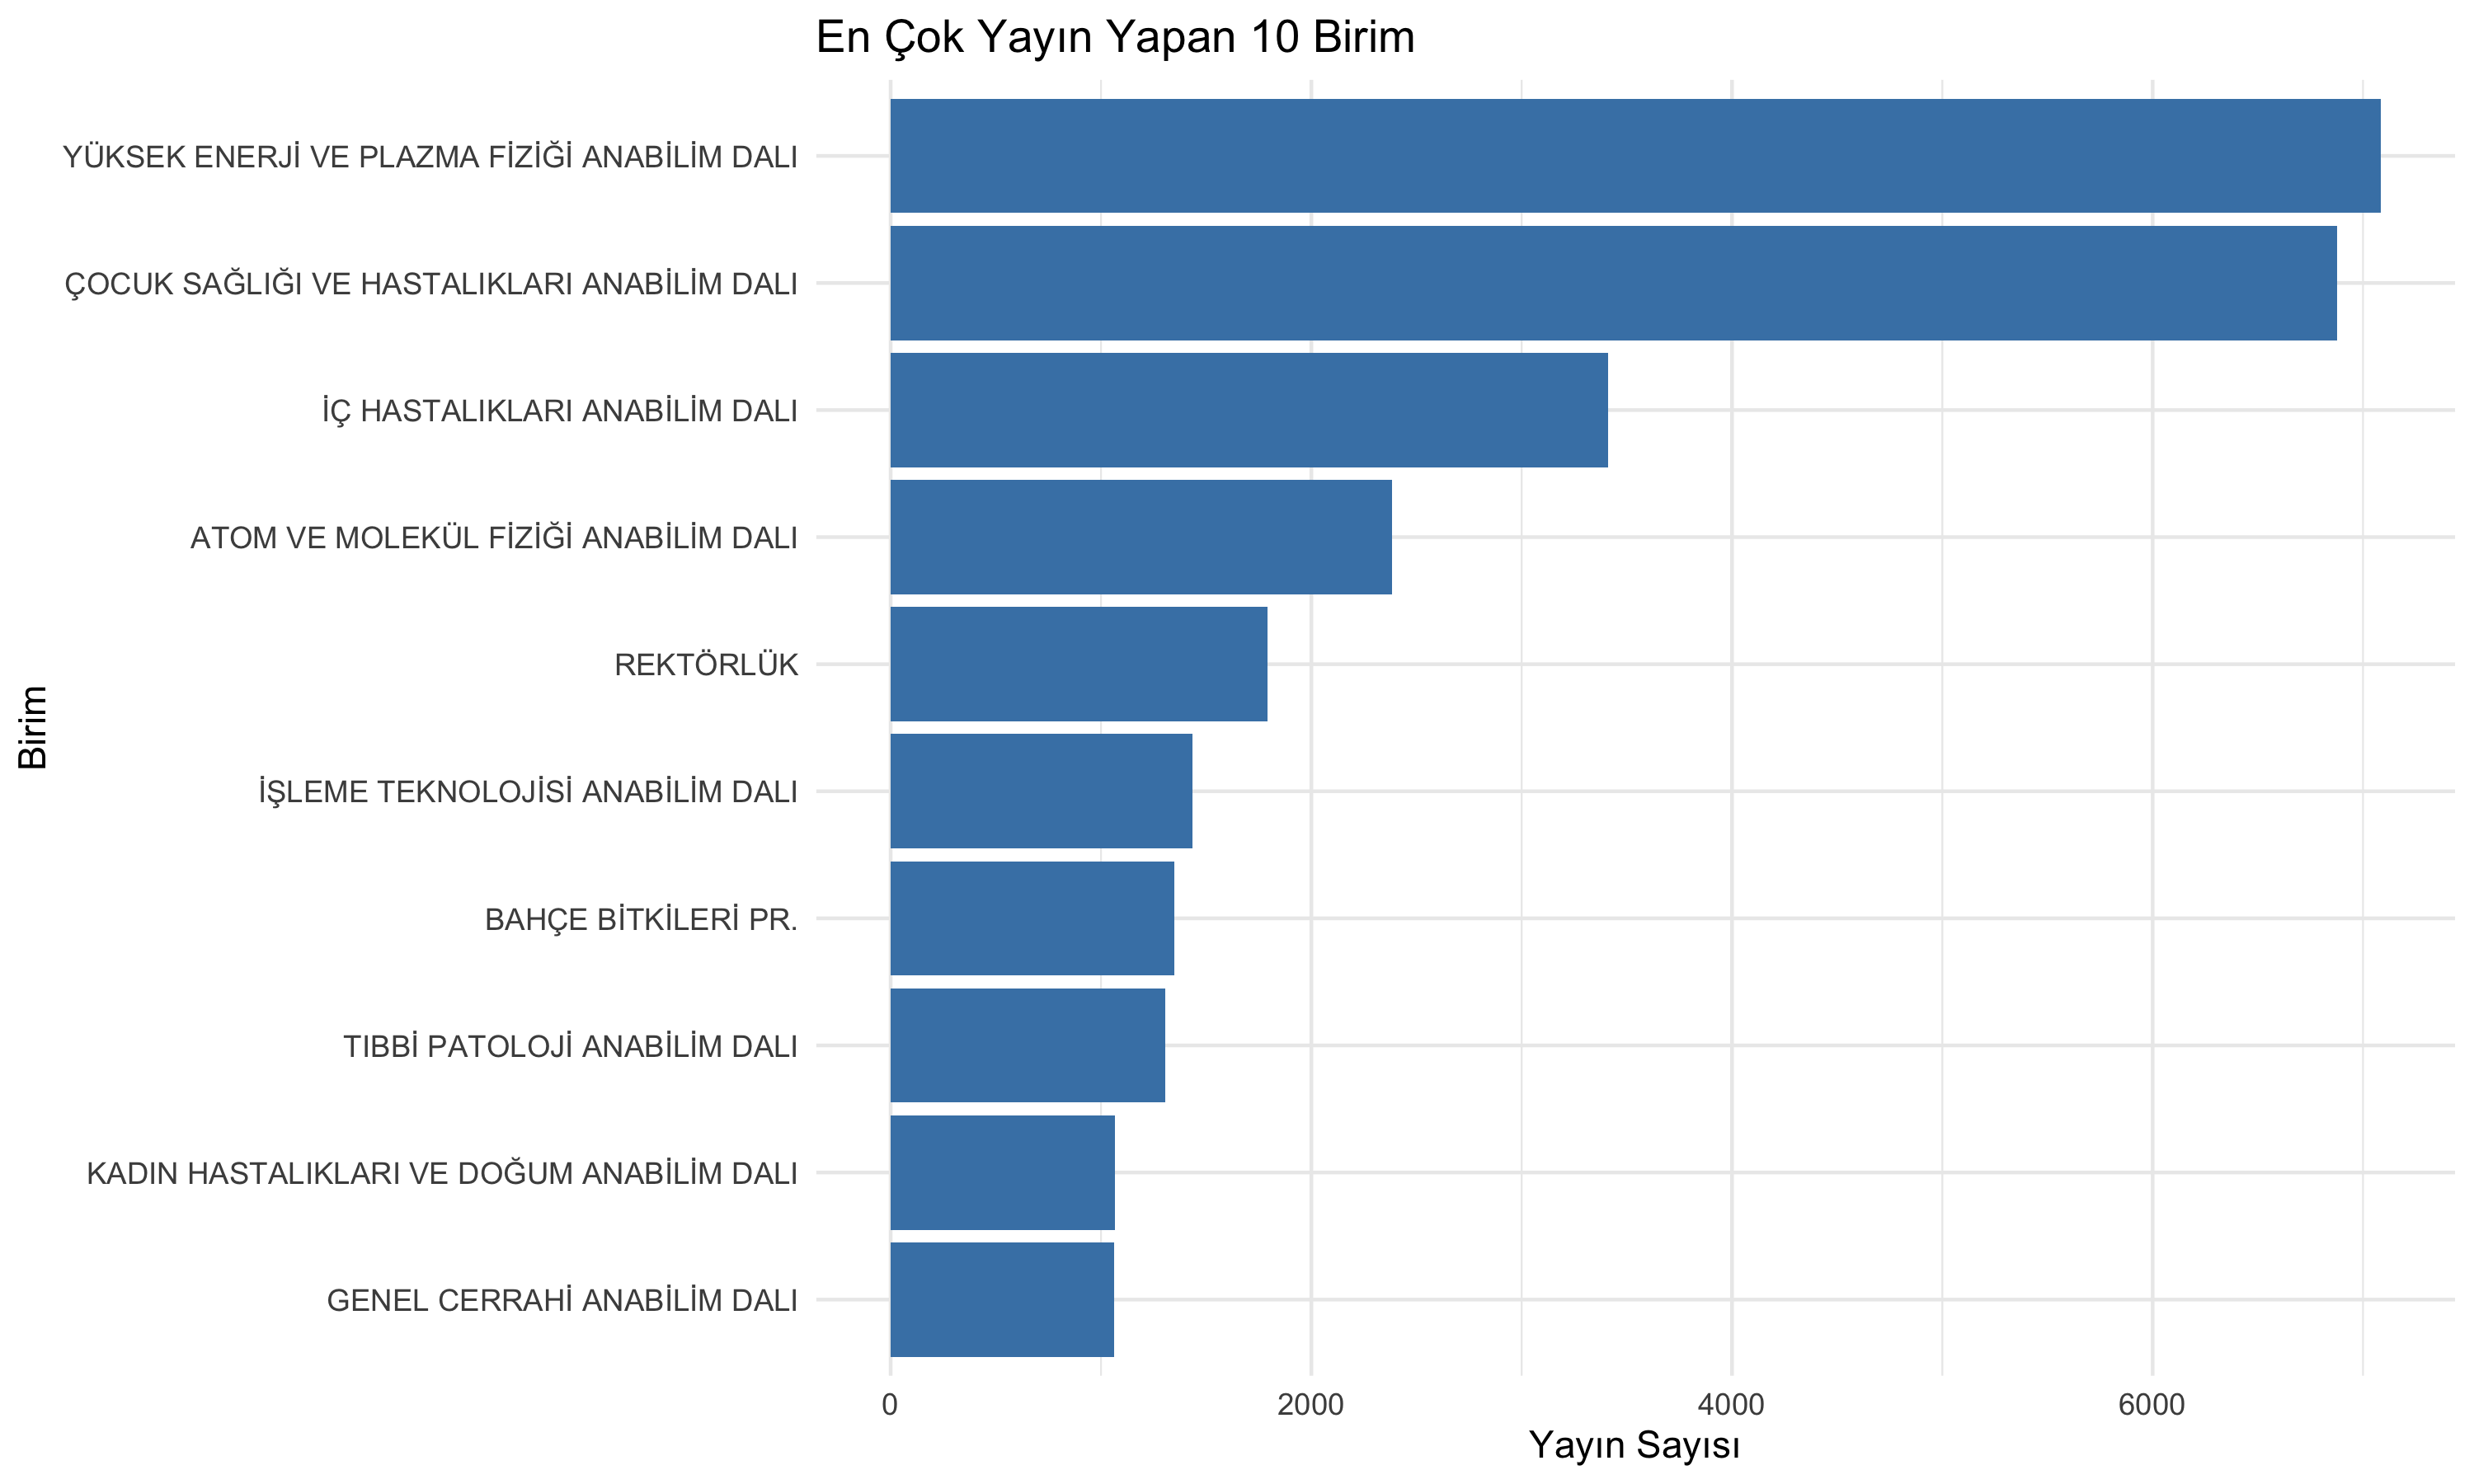 En Çok Yayın Yapan 10 Birim
YÜKSEK ENERJİ VE PLAZMA FİZİĞİ ANABİLİM DALI
ÇOCUK SAĞLIĞI VE HASTALIKLARI ANABİLİM DALI
İÇ HASTALIKLARI ANABİLİM DALI
ATOM VE MOLEKÜL FİZİĞİ ANABİLİM DALI
REKTÖRLÜK
İŞLEME TEKNOLOJİSİ ANABİLİM DALI
BAHÇE BİTKİLERİ PR.
TIBBİ PATOLOJİ ANABİLİM DALI
KADIN HASTALIKLARI VE DOĞUM ANABİLİM DALI
GENEL CERRAHİ ANABİLİM DALI
Birim
0 2000 4000 6000
Yayın Sayısı